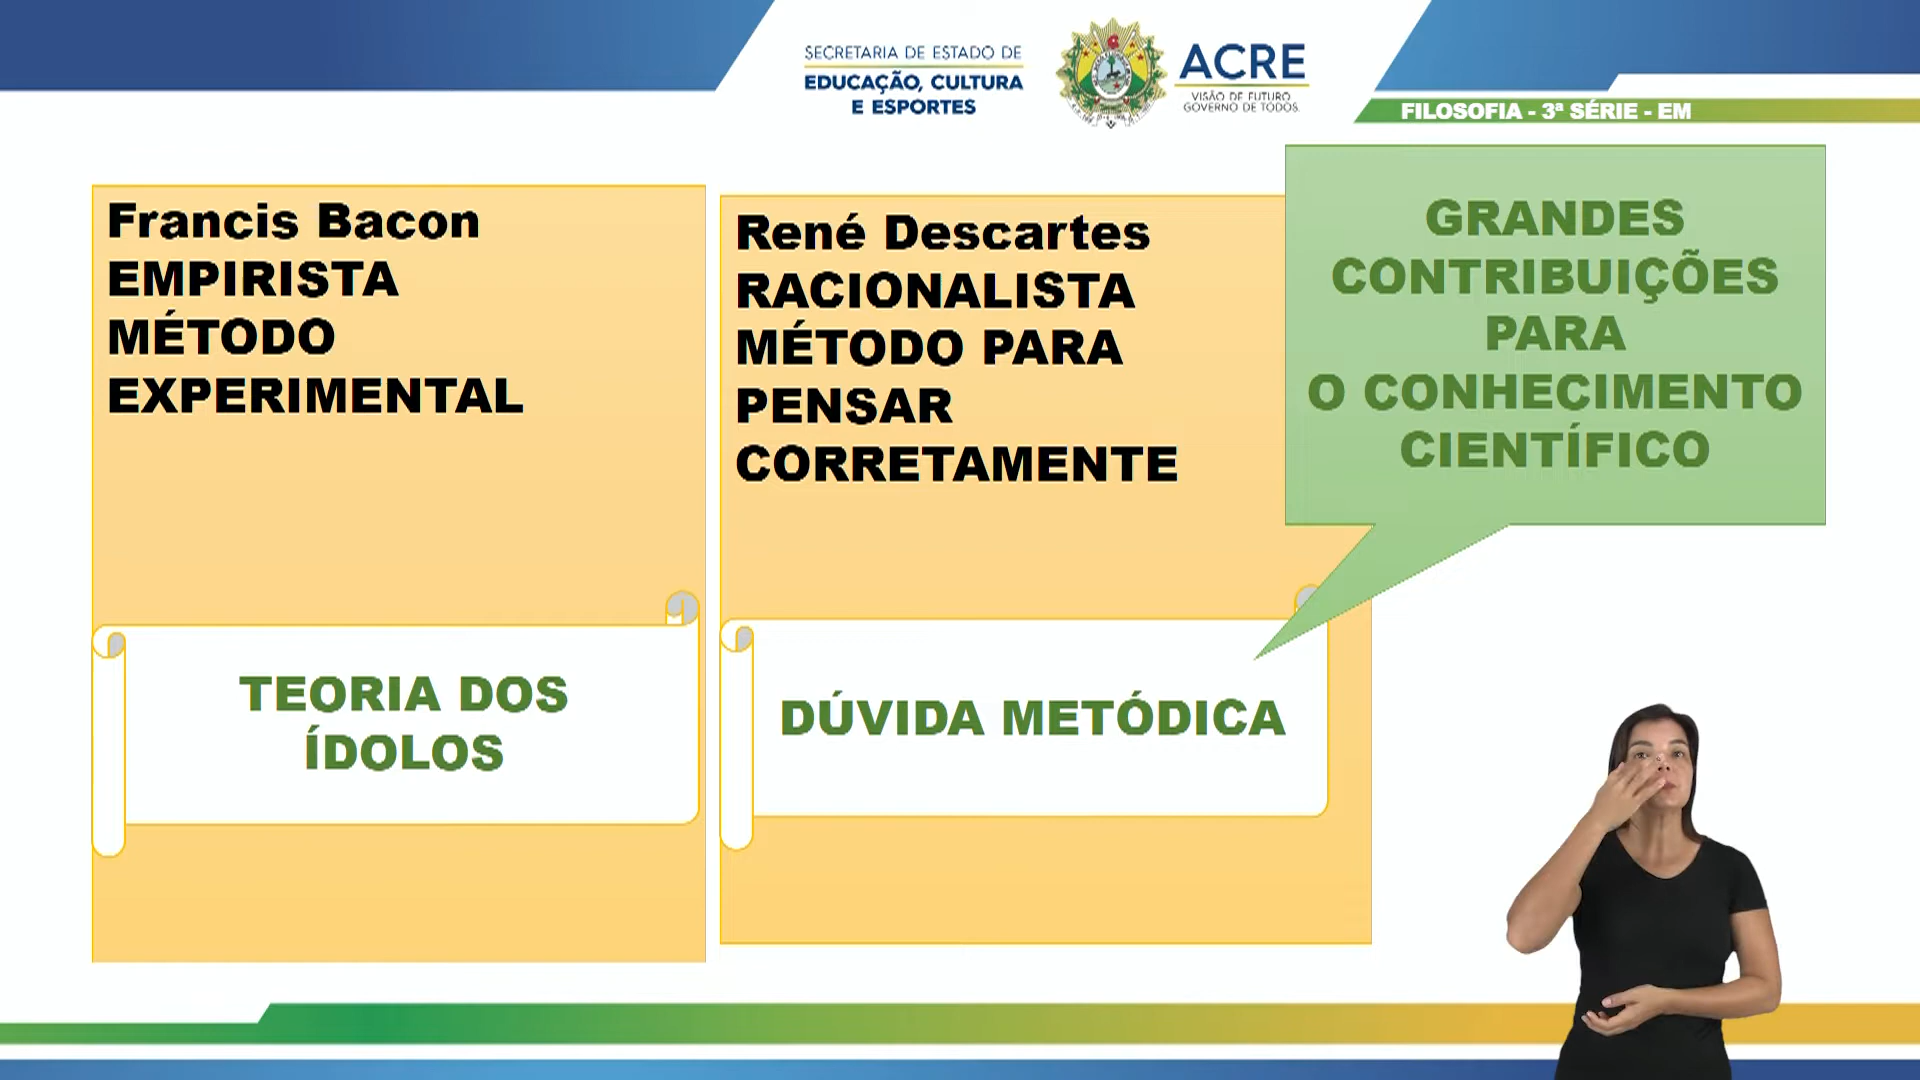 SECRETARIA DE ESTADO DE
EDUCAÇÃO, CULTURA
E ESPORTES
ACRE
VISÃO DE FUTURO
GOVERNO DE TODOS.
FILOSOFIA - 3ª SÉRIE - EM
Francis Bacon
EMPIRISTA
MÉTODO
EXPERIMENTAL
TEORIA DOS
ÍDOLOS
René Descartes
RACIONALISTA
MÉTODO PARA
PENSAR
CORRETAMENTE
DÚVIDA METÓDICA
GRANDES
CONTRIBUIÇÕES
PARA
O CONHECIMENTO
CIENTÍFICO